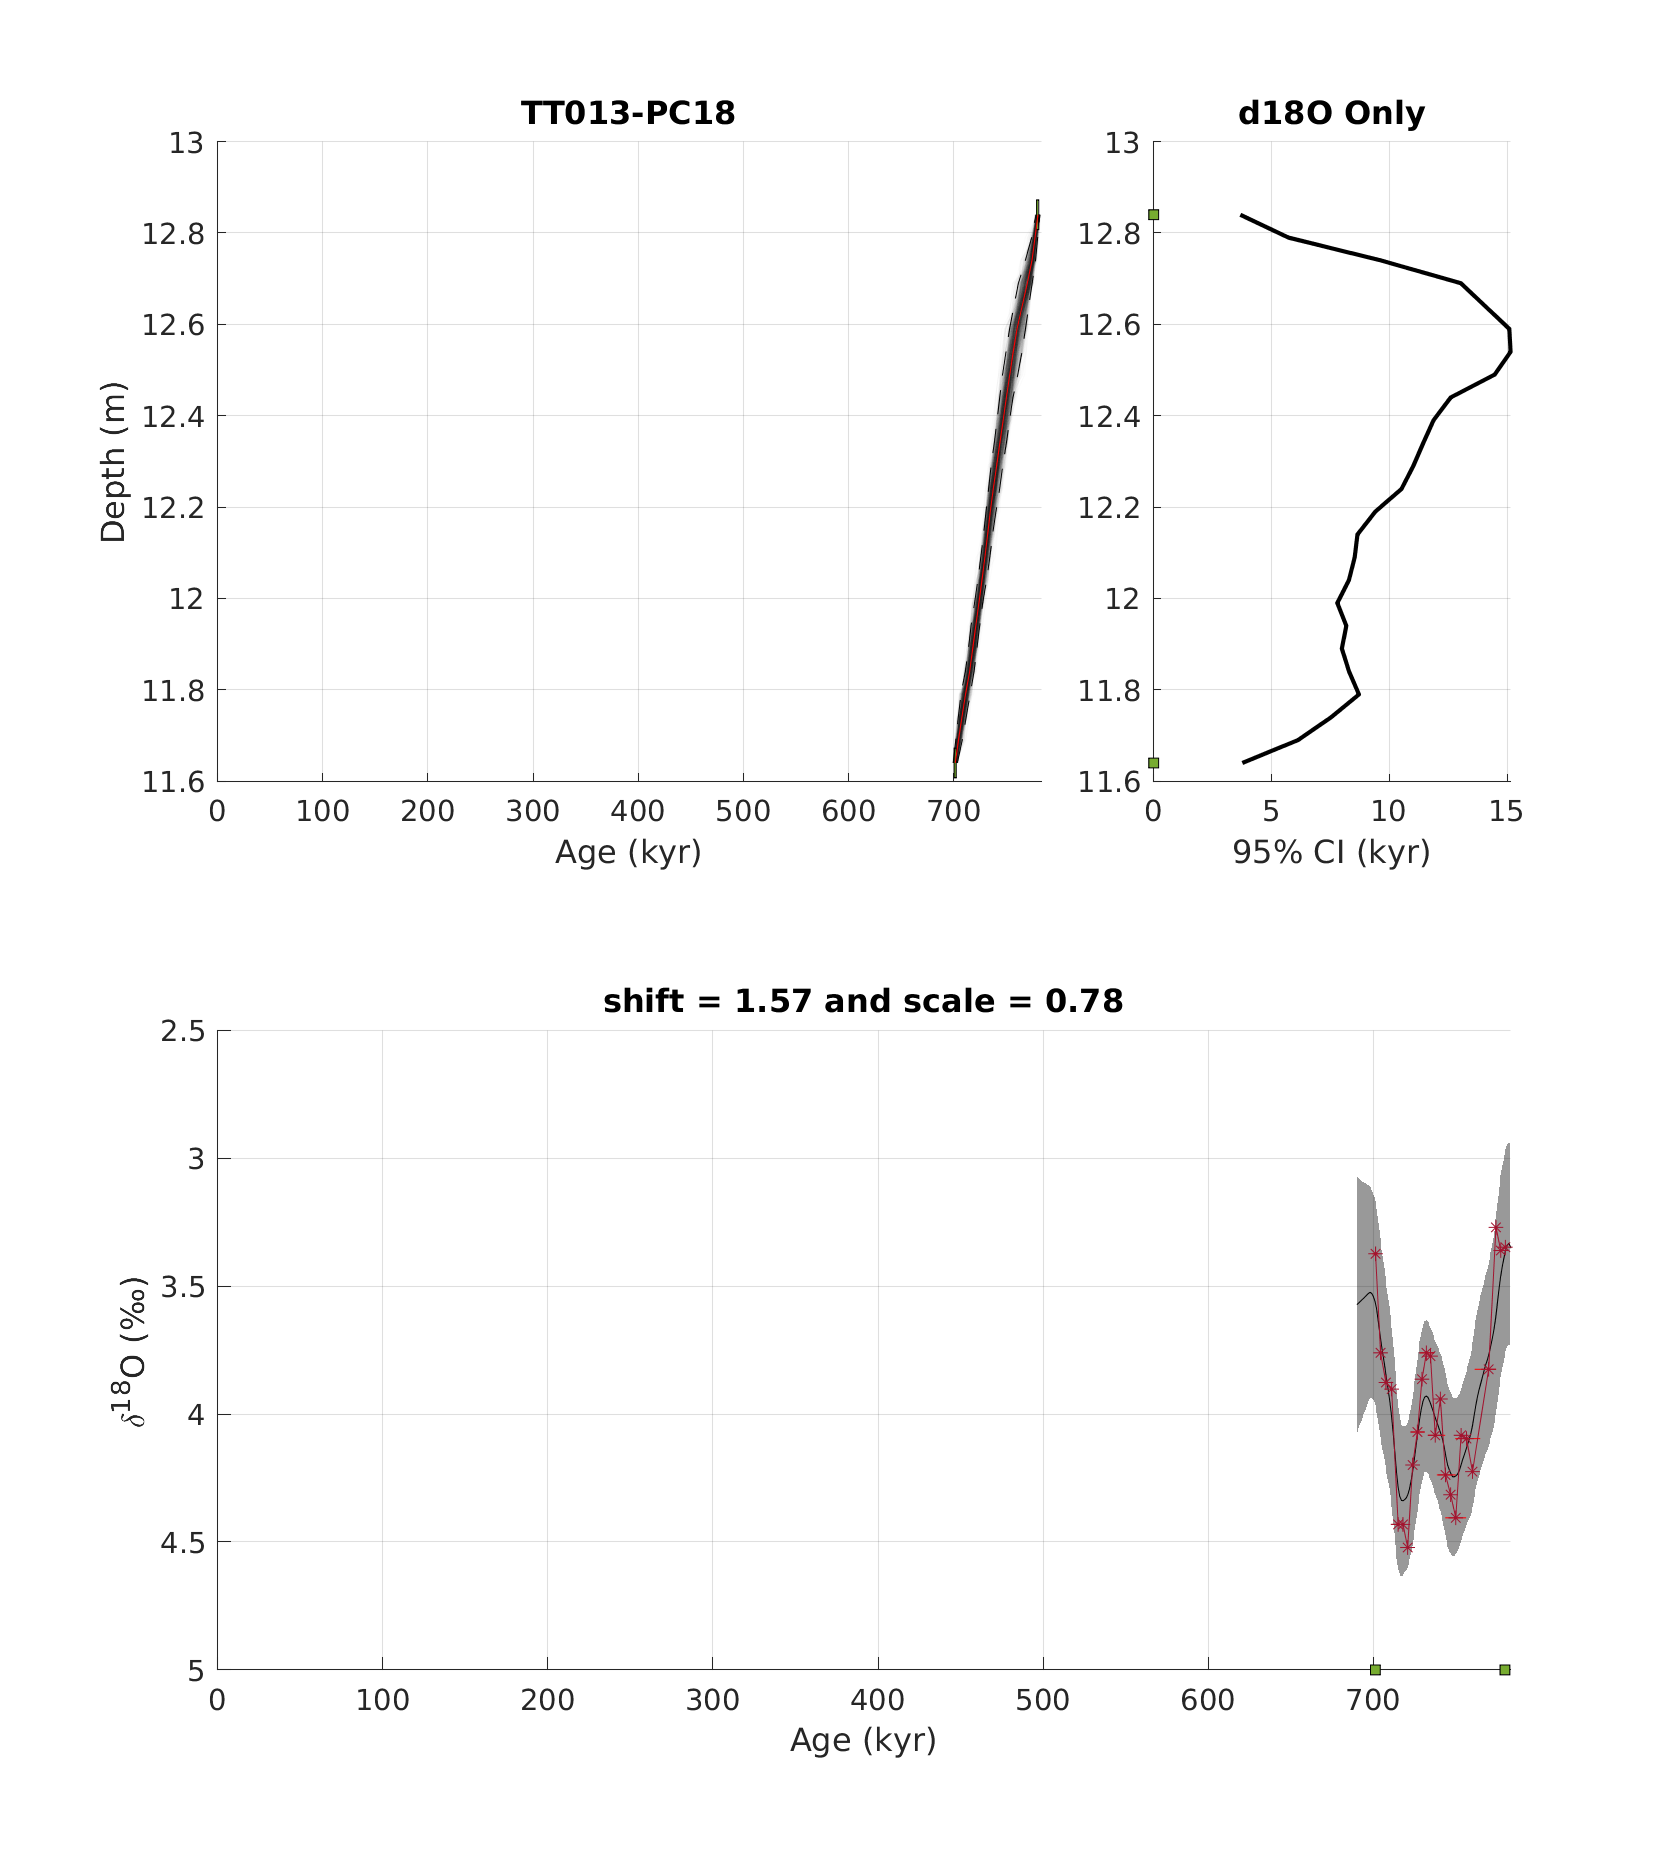 TT013-PC18
d18O Only
13
12.8
12.6
12.4
12.2
12
11.8
11.6
Depth (m)
0 100 200 300 400 500 600 700
Age (kyr)
13
12.8
12.6
12.4
12.2
12
11.8
11.6
0 5 10 15
95% CI (kyr)
shift = 1.57 and scale = 0.78
2.5
3
3.5
4
4.5
5
δ¹⁸O (‰)
0 100 200 300 400 500 600 700
Age (kyr)